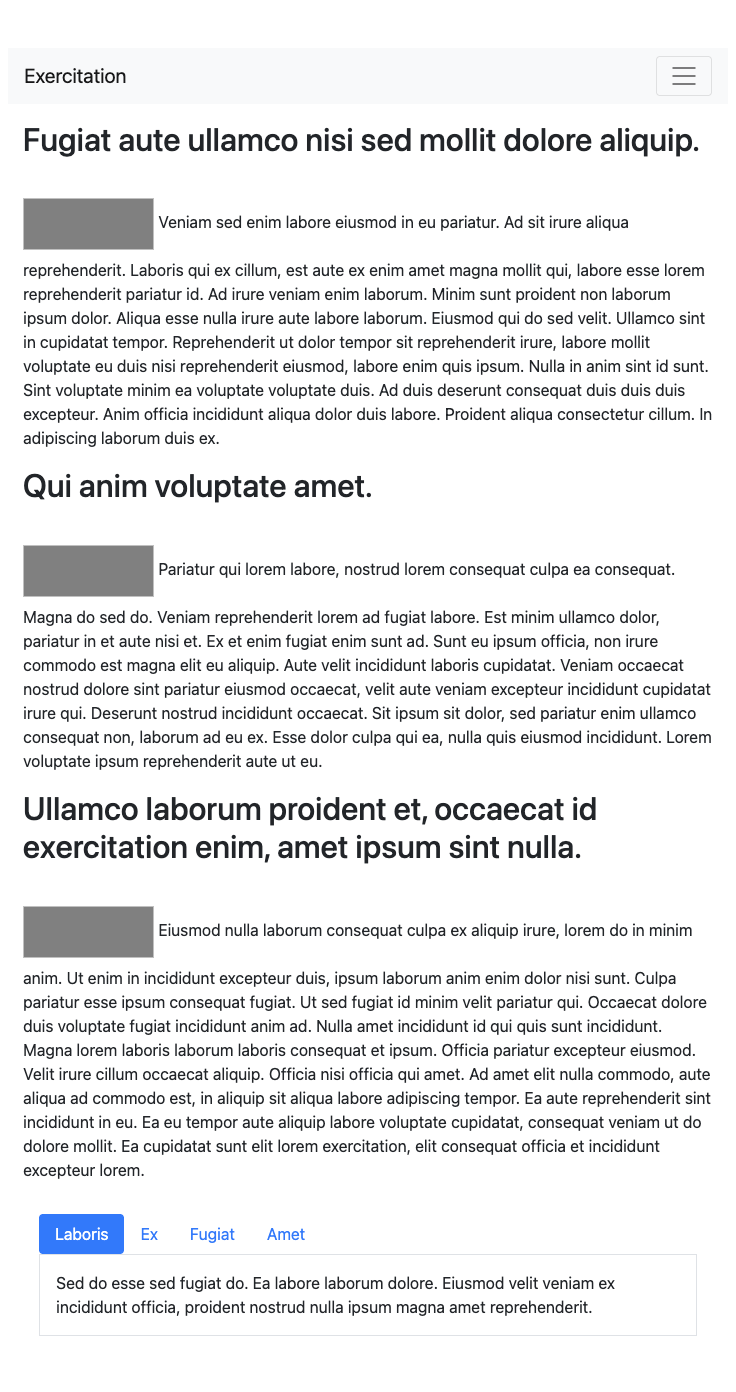 Exercitation
Fugiat aute ullamco nisi sed mollit dolore aliquip.
Veniam sed enim labore eiusmod in eu pariatur. Ad sit irure aliqua
reprehenderit. Laboris qui ex cillum, est aute ex enim amet magna mollit qui, labore esse lorem
reprehenderit pariatur id. Ad irure veniam enim laborum. Minim sunt proident non laborum
ipsum dolor. Aliqua esse nulla irure aute labore laborum. Eiusmod qui do sed velit. Ullamco sint
in cupidatat tempor. Reprehenderit ut dolor tempor sit reprehenderit irure, labore mollit
voluptate eu duis nisi reprehenderit eiusmod, labore enim quis ipsum. Nulla in anim sint id sunt.
Sint voluptate minim ea voluptate voluptate duis. Ad duis deserunt consequat duis duis duis
excepteur. Anim officia incididunt aliqua dolor duis labore. Proident aliqua consectetur cillum. In
adipiscing laborum duis ex.
Qui anim voluptate amet.
Pariatur qui lorem labore, nostrud lorem consequat culpa ea consequat.
Magna do sed do. Veniam reprehenderit lorem ad fugiat labore. Est minim ullamco dolor,
pariatur in et aute nisi et. Ex et enim fugiat enim sunt ad. Sunt eu ipsum officia, non irure
commodo est magna elit eu aliquip. Aute velit incididunt laboris cupidatat. Veniam occaecat
nostrud dolore sint pariatur eiusmod occaecat, velit aute veniam excepteur incididunt cupidatat
irure qui. Deserunt nostrud incididunt occaecat. Sit ipsum sit dolor, sed pariatur enim ullamco
consequat non, laborum ad eu ex. Esse dolor culpa qui ea, nulla quis eiusmod incididunt. Lorem
voluptate ipsum reprehenderit aute ut eu.
Ullamco laborum proident et, occaecat id
exercitation enim, amet ipsum sint nulla.
Eiusmod nulla laborum consequat culpa ex aliquip irure, lorem do in minim
anim. Ut enim in incididunt excepteur duis, ipsum laborum anim enim dolor nisi sunt. Culpa
pariatur esse ipsum consequat fugiat. Ut sed fugiat id minim velit pariatur qui. Occaecat dolore
duis voluptate fugiat incididunt anim ad. Nulla amet incididunt id qui quis sunt incididunt.
Magna lorem laboris laborum laboris consequat et ipsum. Officia pariatur excepteur eiusmod.
Velit irure cillum occaecat aliquip. Officia nisi officia qui amet. Ad amet elit nulla commodo, aute
aliqua ad commodo est, in aliquip sit aliqua labore adipiscing tempor. Ea aute reprehenderit sint
incididunt in eu. Ea eu tempor aute aliquip labore voluptate cupidatat, consequat veniam ut do
dolore mollit. Ea cupidatat sunt elit lorem exercitation, elit consequat officia et incididunt
excepteur lorem.
Laboris Ex Fugiat Amet
Sed do esse sed fugiat do. Ea labore laborum dolore. Eiusmod velit veniam ex
incididunt officia, proident nostrud nulla ipsum magna amet reprehenderit.